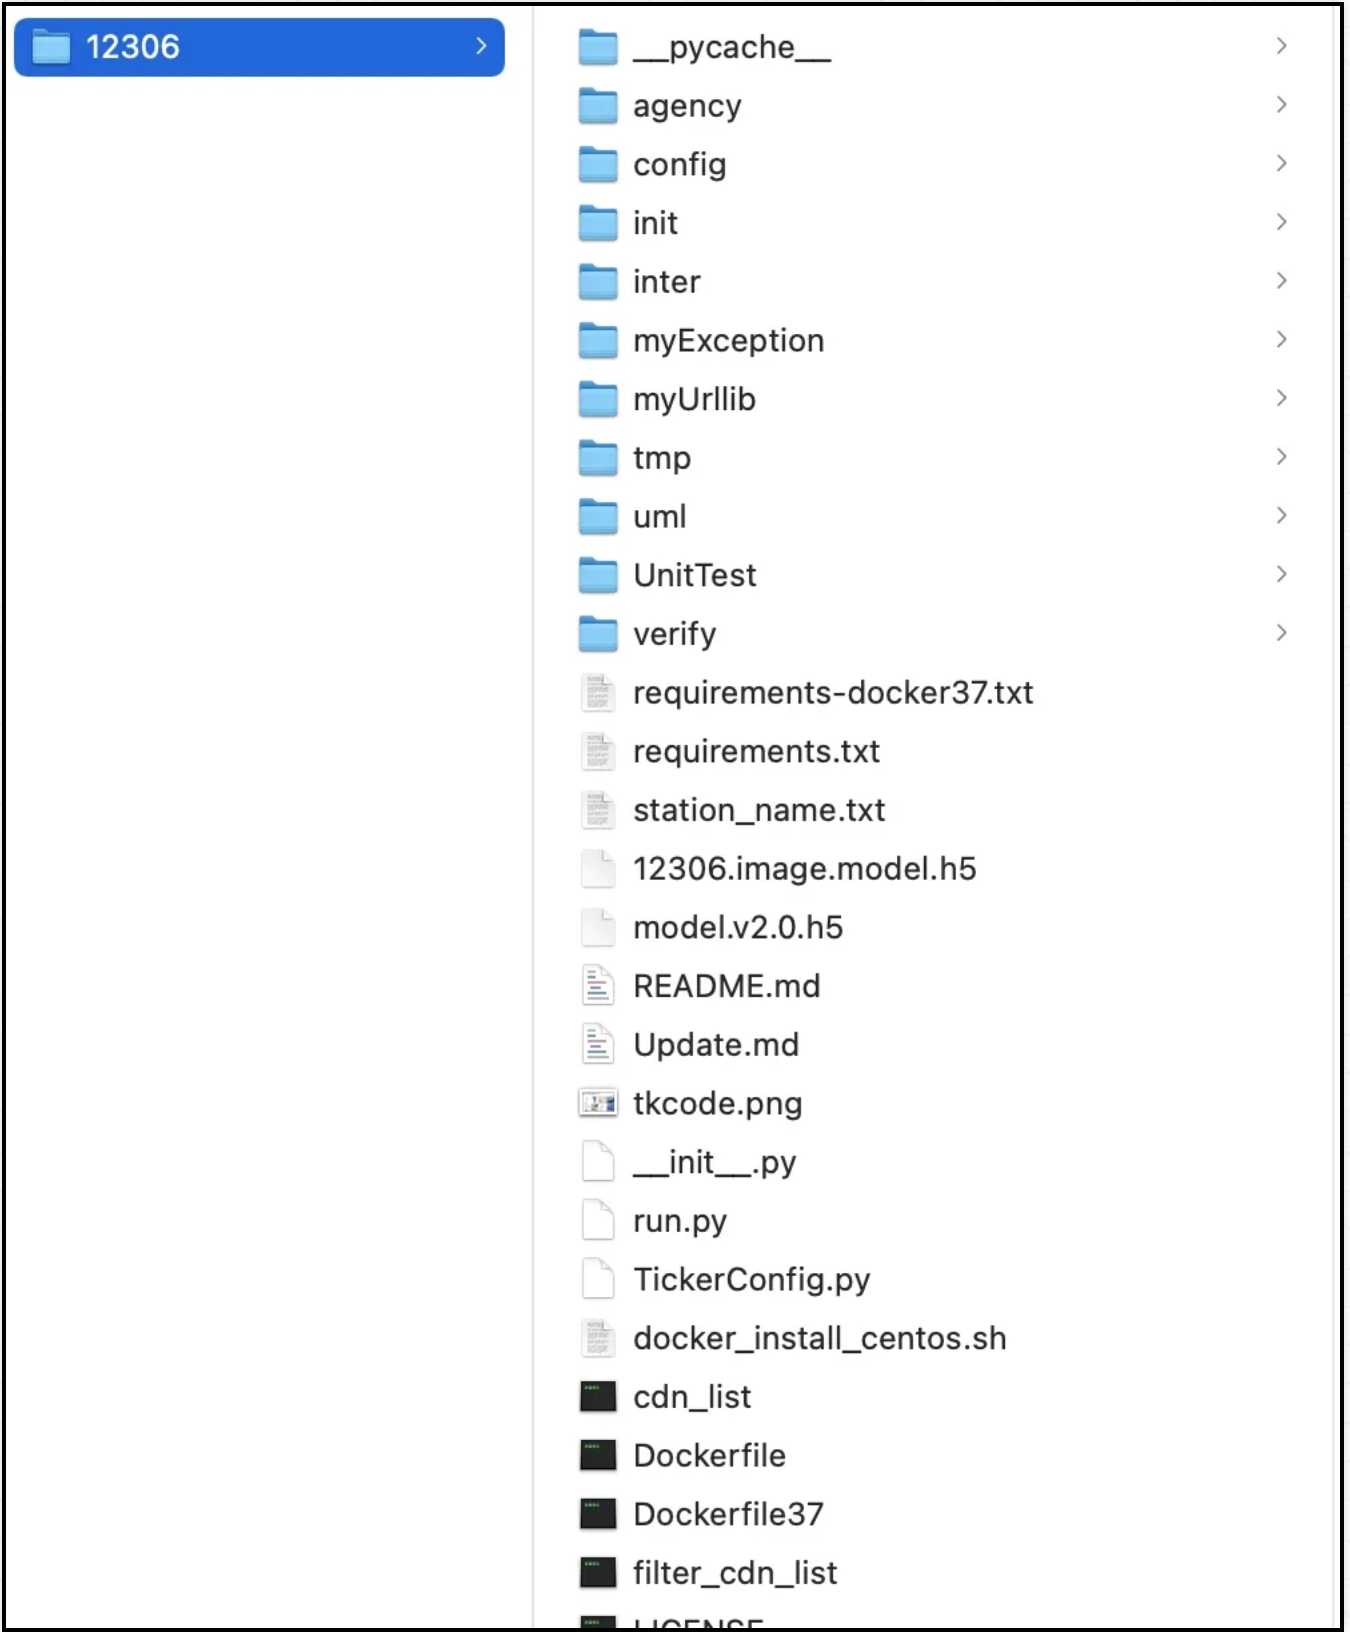 12306
__pycache__
agency
config
init
inter
myException
myUrllib
tmp
uml
UnitTest
verify
requirements-docker37.txt
requirements.txt
station_name.txt
12306.image.model.h5
model.v2.0.h5
README.md
Update.md
tkcode.png
__init__.py
run.py
TickerConfig.py
docker_install_centos.sh
cdn_list
Dockerfile
Dockerfile37
filter_cdn_list
LICENSE